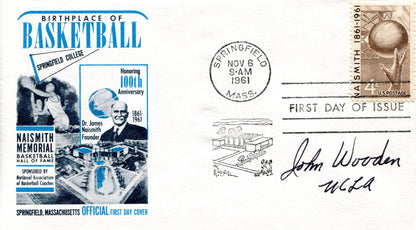 BIRTHPLACE OF
BASKETBALL
SPRINGFIELD COLLEGE
Honoring
100th
Anniversary
1861-
1961
Dr. James
Naismith
Founder
NAISMITH
MEMORIAL
BASKETBALL
HALL OF FAME
SPONSORED BY
National Association
of Basketball Coaches
SPRINGFIELD, MASSACHUSETTS OFFICIAL FIRST DAY COVER
SPRINGFIELD
NOV 6
9-AM
1961
MASS.
NAISMITH 1861-1961
4¢
U.S. POSTAGE
FIRST DAY OF ISSUE
John Wooden
UCLA